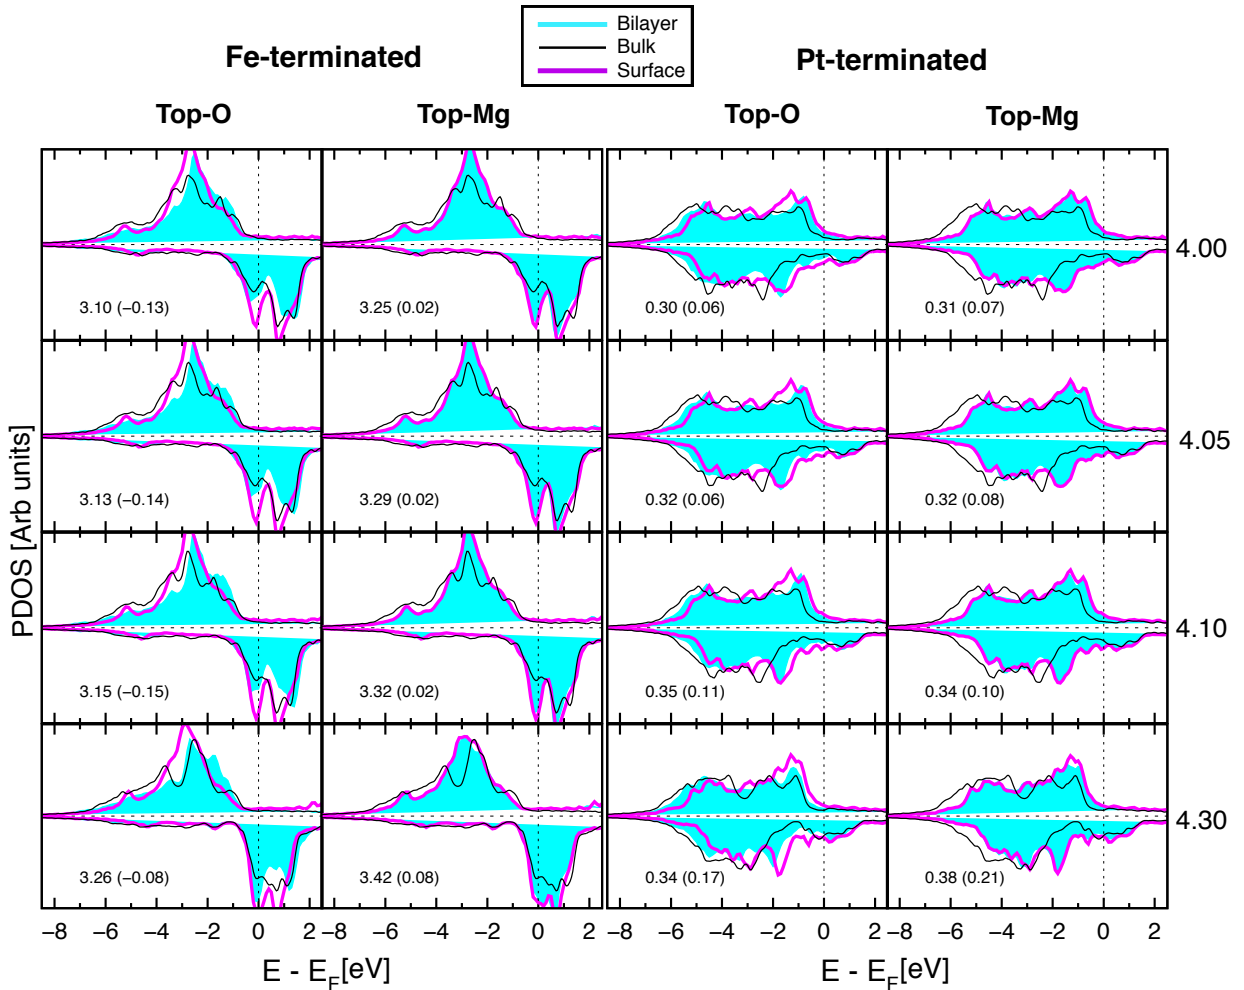 Bilayer
Bulk
Surface
Fe-terminated
Pt-terminated
Top-O
Top-Mg
Top-O
Top-Mg
3.10 (−0.13)
3.25 (0.02)
0.30 (0.06)
0.31 (0.07)
4.00
3.13 (−0.14)
3.29 (0.02)
0.32 (0.06)
0.32 (0.08)
4.05
3.15 (−0.15)
3.32 (0.02)
0.35 (0.11)
0.34 (0.10)
4.10
3.26 (−0.08)
3.42 (0.08)
0.34 (0.17)
0.38 (0.21)
4.30
PDOS [Arb units]
−8 −6 −4 −2 0 2
−8 −6 −4 −2 0 2
−8 −6 −4 −2 0 2
−8 −6 −4 −2 0 2
E - E_F[eV]
E - E_F[eV]